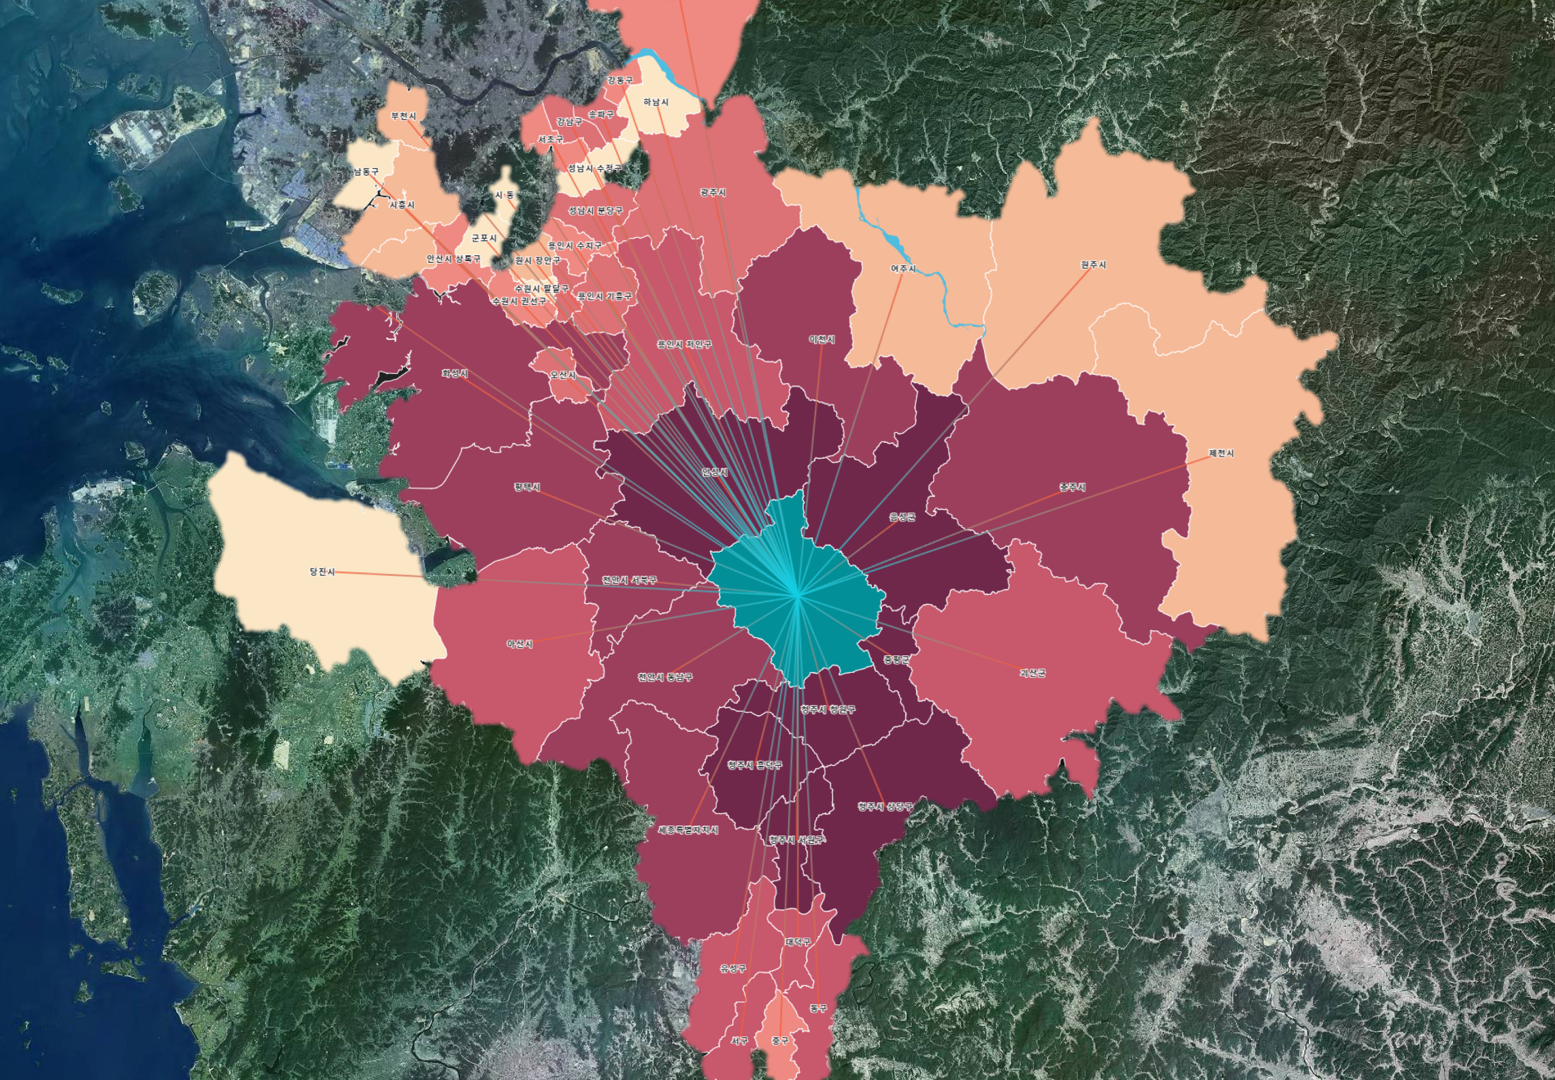 강동구
하남시
부천시
송파구
강남구
서초구
성남시 수정구
남동구
광주시
시흥시
성남시 분당구
군포시
용인시 수지구
안산시 상록구
원시 장안구
원주시
여주시
수원시 팔달구
용인시 기흥구
수원시 권선구
이천시
용인시 처인구
화성시
오산시
제천시
안성시
평택시
충주시
음성군
당진시
천안시 서북구
아산시
증평군
괴산군
천안시 동남구
청주시 청원구
청주시 흥덕구
청주시 상당구
세종특별자치시
청주시 서원구
대덕구
유성구
동구
서구
중구